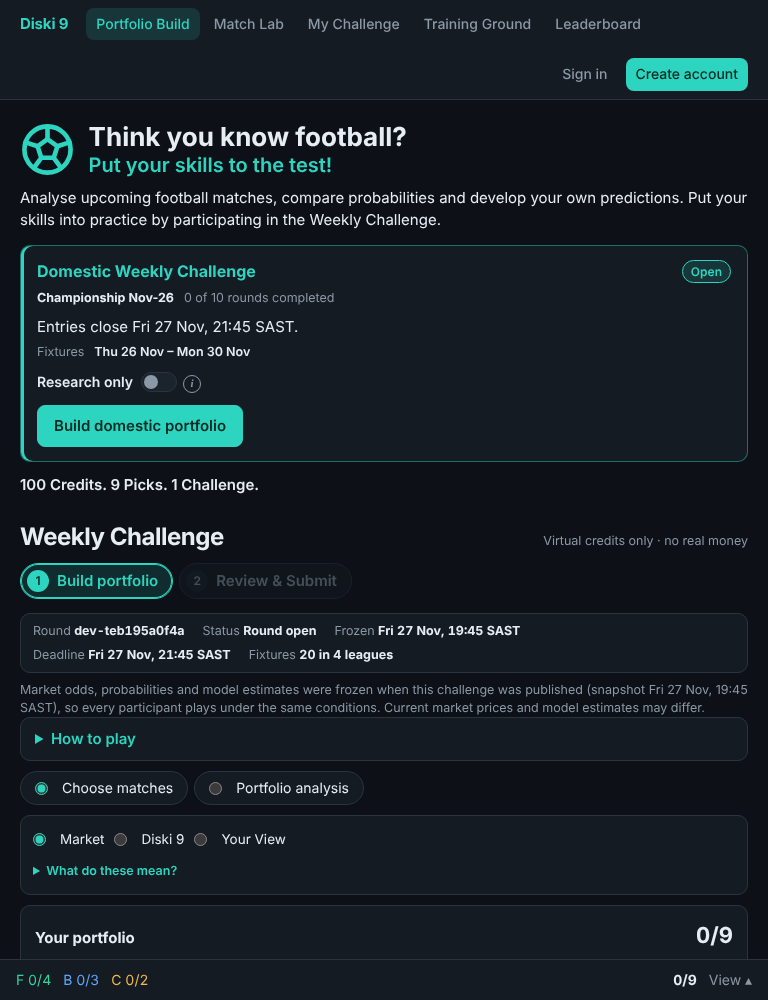 Diski 9 Portfolio Build Match Lab My Challenge Training Ground Leaderboard
Sign in Create account
Think you know football?
Put your skills to the test!
Analyse upcoming football matches, compare probabilities and develop your own predictions. Put your
skills into practice by participating in the Weekly Challenge.
Domestic Weekly Challenge Open
Championship Nov-26 0 of 10 rounds completed
Entries close Fri 27 Nov, 21:45 SAST.
Fixtures Thu 26 Nov – Mon 30 Nov
Research only i
Build domestic portfolio
100 Credits. 9 Picks. 1 Challenge.
Weekly Challenge Virtual credits only · no real money
1 Build portfolio 2 Review & Submit
Round dev-teb195a0f4a Status Round open Frozen Fri 27 Nov, 19:45 SAST
Deadline Fri 27 Nov, 21:45 SAST Fixtures 20 in 4 leagues
Market odds, probabilities and model estimates were frozen when this challenge was published (snapshot Fri 27 Nov, 19:45
SAST), so every participant plays under the same conditions. Current market prices and model estimates may differ.
▶ How to play
Choose matches Portfolio analysis
Market Diski 9 Your View
▶ What do these mean?
Your portfolio 0/9
F 0/4 B 0/3 C 0/2 0/9 View ▴